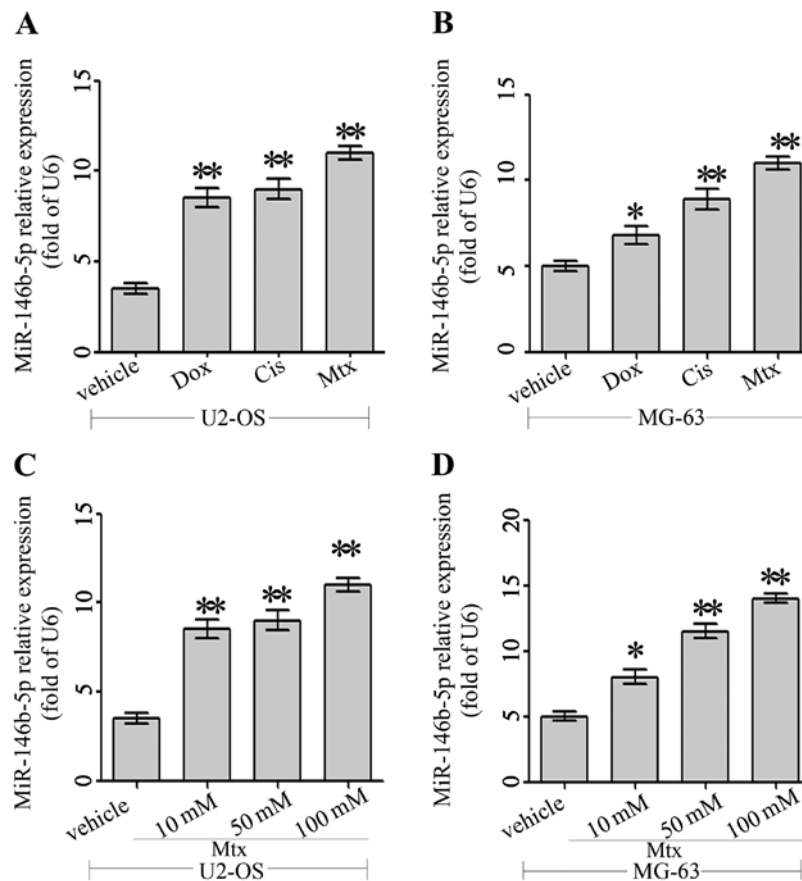 A
MiR-146b-5p relative expression
(fold of U6)
15
10
5
0
**
**
**
vehicle
Dox
Cis
Mtx
U2-OS
B
MiR-146b-5p relative expression
(fold of U6)
15
10
5
0
*
**
**
vehicle
Dox
Cis
Mtx
MG-63
C
MiR-146b-5p relative expression
(fold of U6)
15
10
5
0
**
**
**
vehicle
10 mM
50 mM
100 mM
Mtx
U2-OS
D
MiR-146b-5p relative expression
(fold of U6)
20
15
10
5
0
*
**
**
vehicle
10 mM
50 mM
100 mM
Mtx
MG-63